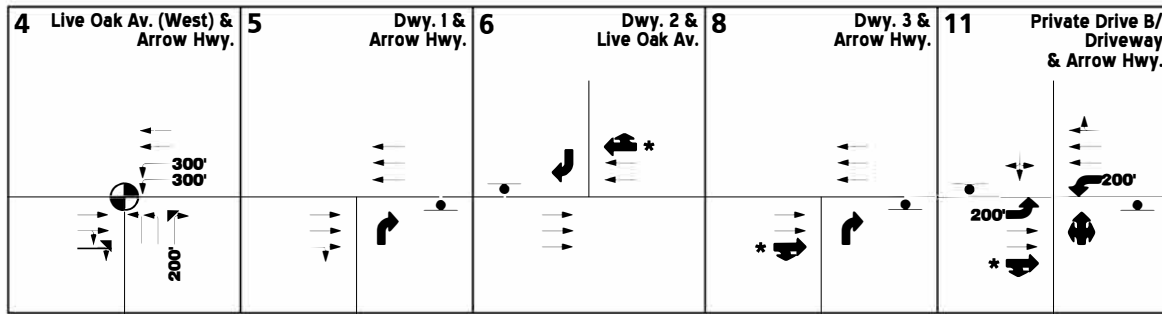 4
Live Oak Av. (West) &
Arrow Hwy.
300'
300'
200'
5
Dwy. 1 &
Arrow Hwy.
6
Dwy. 2 &
Live Oak Av.
*
8
Dwy. 3 &
Arrow Hwy.
*
11
Private Drive B/
Driveway
& Arrow Hwy.
200'
200'
*